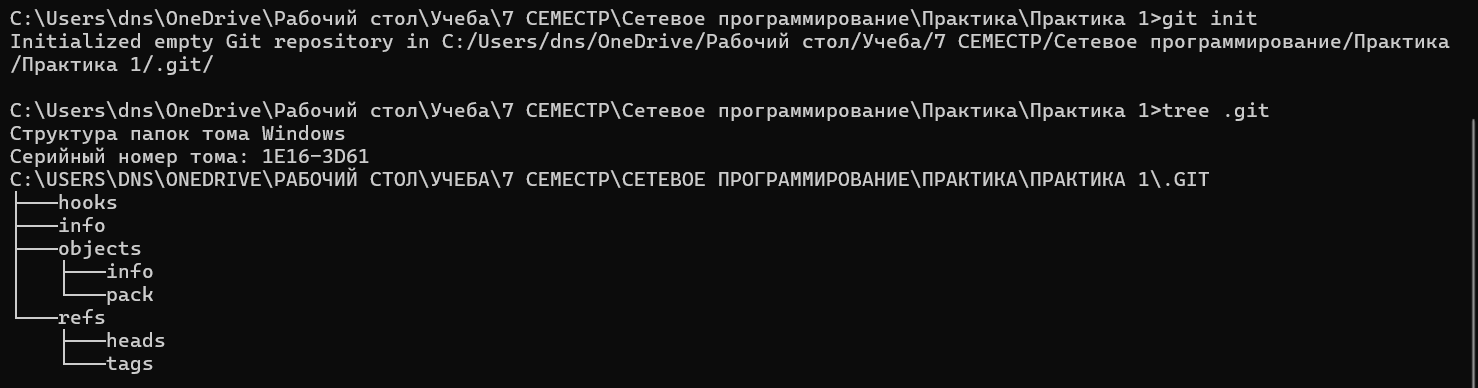 C:\Users\dns\OneDrive\Рабочий стол\Учеба\7 СЕМЕСТР\Сетевое программирование\Практика\Практика 1>git init
Initialized empty Git repository in C:/Users/dns/OneDrive/Рабочий стол/Учеба/7 СЕМЕСТР/Сетевое программирование/Практика
/Практика 1/.git/
C:\Users\dns\OneDrive\Рабочий стол\Учеба\7 СЕМЕСТР\Сетевое программирование\Практика\Практика 1>tree .git
Структура папок тома Windows
Серийный номер тома: 1E16-3D61
C:\USERS\DNS\ONEDRIVE\РАБОЧИЙ СТОЛ\УЧЕБА\7 СЕМЕСТР\СЕТЕВОЕ ПРОГРАММИРОВАНИЕ\ПРАКТИКА\ПРАКТИКА 1\.GIT
├───hooks
├───info
├───objects
│   ├───info
│   └───pack
└───refs
    ├───heads
    └───tags